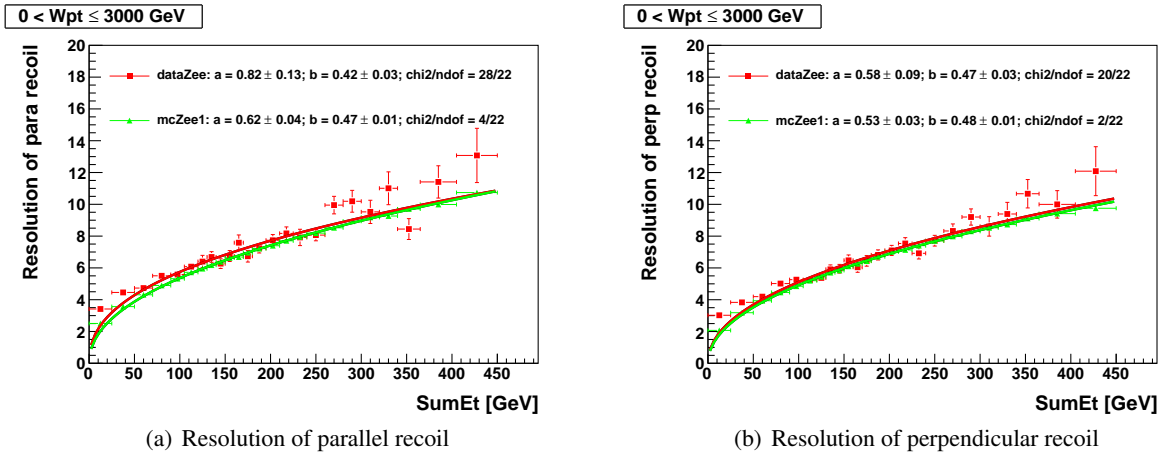 0 < Wpt ≤ 3000 GeV
Resolution of para recoil
20
18
16
14
12
10
8
6
4
2
0
dataZee: a = 0.82 ± 0.13; b = 0.42 ± 0.03; chi2/ndof = 28/22
mcZee1: a = 0.62 ± 0.04; b = 0.47 ± 0.01; chi2/ndof = 4/22
0 50 100 150 200 250 300 350 400 450
SumEt [GeV]
(a) Resolution of parallel recoil
0 < Wpt ≤ 3000 GeV
Resolution of perp recoil
20
18
16
14
12
10
8
6
4
2
0
dataZee: a = 0.58 ± 0.09; b = 0.47 ± 0.03; chi2/ndof = 20/22
mcZee1: a = 0.53 ± 0.03; b = 0.48 ± 0.01; chi2/ndof = 2/22
0 50 100 150 200 250 300 350 400 450
SumEt [GeV]
(b) Resolution of perpendicular recoil